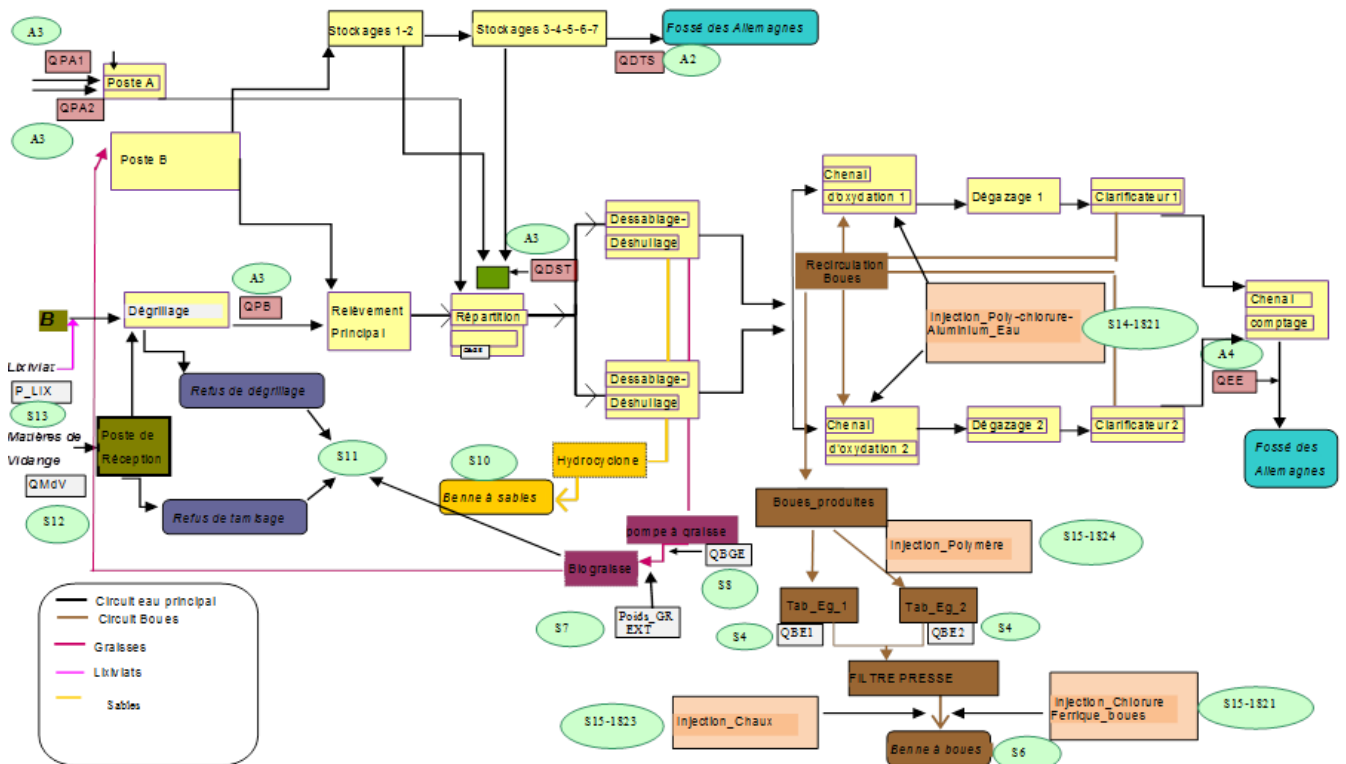 A3
QPA1
Poste A
QPA2
A3
Stockages 1-2
Stockages 3-4-5-6-7
Fossé des Allemagnes
QDTS
A2
Poste B
Chenal
d'oxydation 1
Dégazage 1
Clarificateur 1
Dessablage-
Déshuilage
A3
QDST
Recirculation
Boues
A3
QPB
B
Dégrillage
Relèvement
Principal
Répartition
Injection_Poly-chlorure-
Aluminium_Eau
S14-1S21
Chenal
comptage
A4
QEE
Lixiviat
P_LIX
S13
Refus de dégrillage
Dessablage-
Déshuilage
Chenal
d'oxydation 2
Dégazage 2
Clarificateur 2
Fossé des
Allemagnes
Matières de
Vidange
QMdV
S12
Poste de
Réception
S11
S10
Hydrocyclone
Benne à sables
Refus de tamisage
Boues_produites
Injection_Polymère
S15-1S24
pompe à graisse
QBGE
S8
Biograisse
Poids_GR
EXT
S7
Tab_Eg_1
Tab_Eg_2
S4
QBE1
QBE2
S4
Circuit eau principal
Circuit Boues
Graisses
Lixiviats
Sables
FILTRE PRESSE
S15-1S23
Injection_Chaux
Injection_Chlorure
Ferrique_boues
S15-1S21
Benne à boues
S6